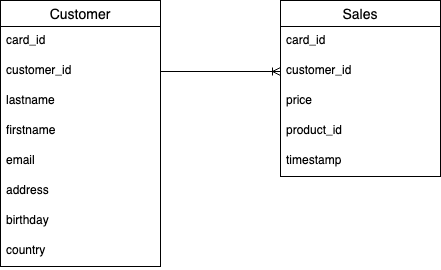 Customer
card_id
customer_id
lastname
firstname
email
address
birthday
country
Sales
card_id
customer_id
price
product_id
timestamp